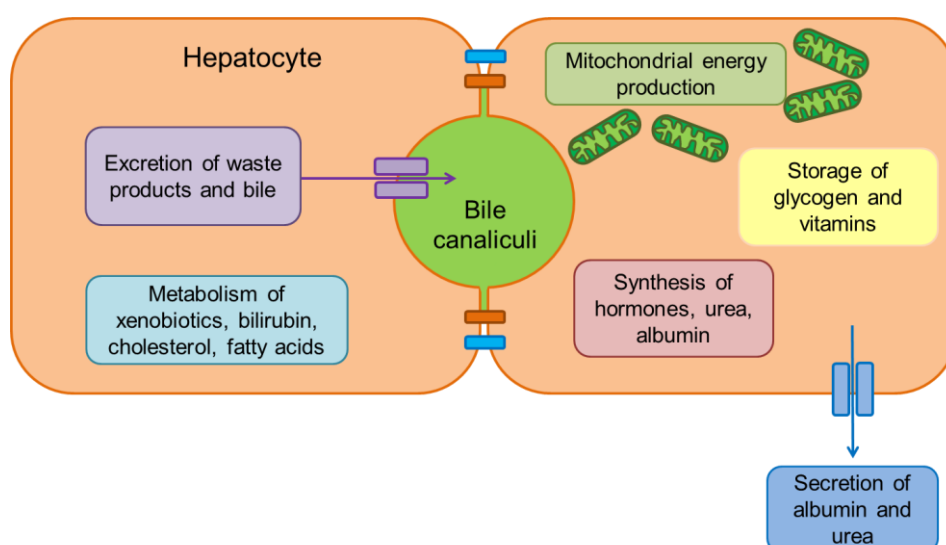 Hepatocyte
Excretion of waste
products and bile
Metabolism of
xenobiotics, bilirubin,
cholesterol, fatty acids
Bile
canaliculi
Mitochondrial energy
production
Storage of
glycogen and
vitamins
Synthesis of
hormones, urea,
albumin
Secretion of
albumin and
urea